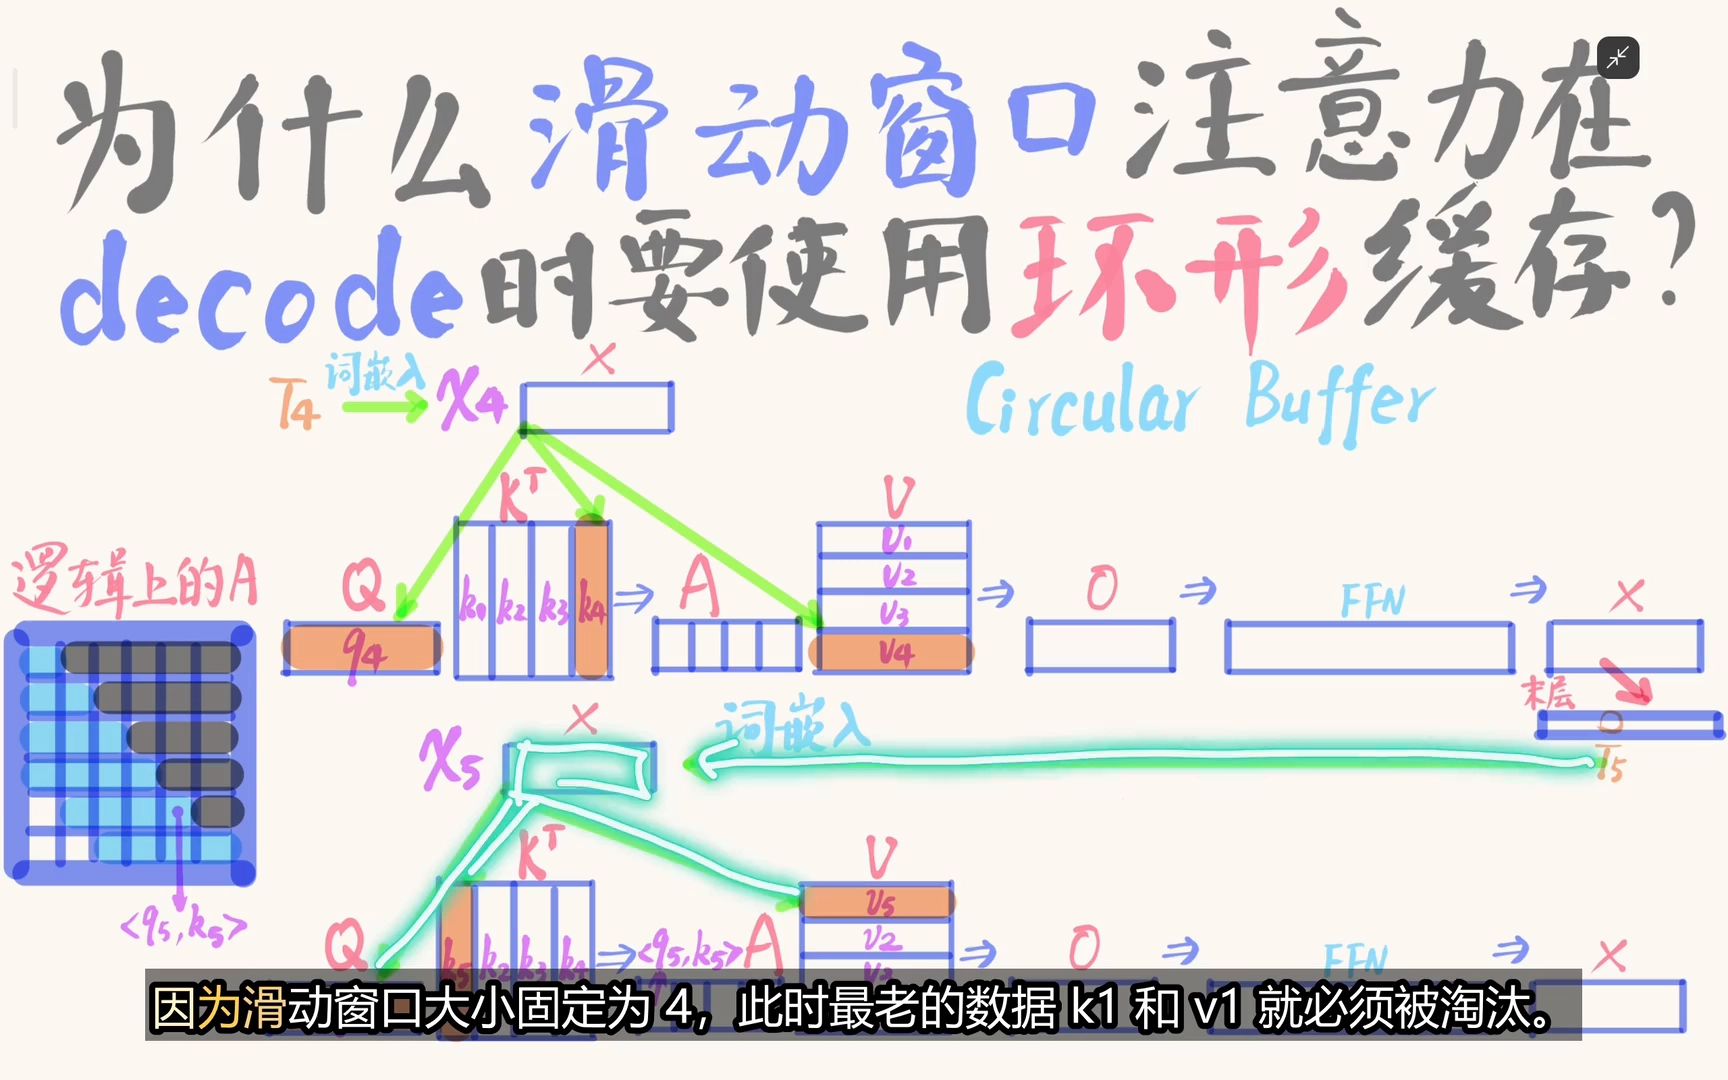 为什么滑动窗口注意力在
decode时要使用环形缓存?
Circular Buffer
T4 词嵌入 X4 X
Kᵀ V
Q k1 k2 k3 k4 A v1 v2 v3 v4 O FFN X
q4
逻辑上的A
末层
O
T5
X5 X 词嵌入
Kᵀ V
<q5,k5>
Q k5 k2 k3 k4 <q5,k5> A v5 v2 O FFN X
因为滑动窗口大小固定为 4，此时最老的数据 k1 和 v1 就必须被淘汰。